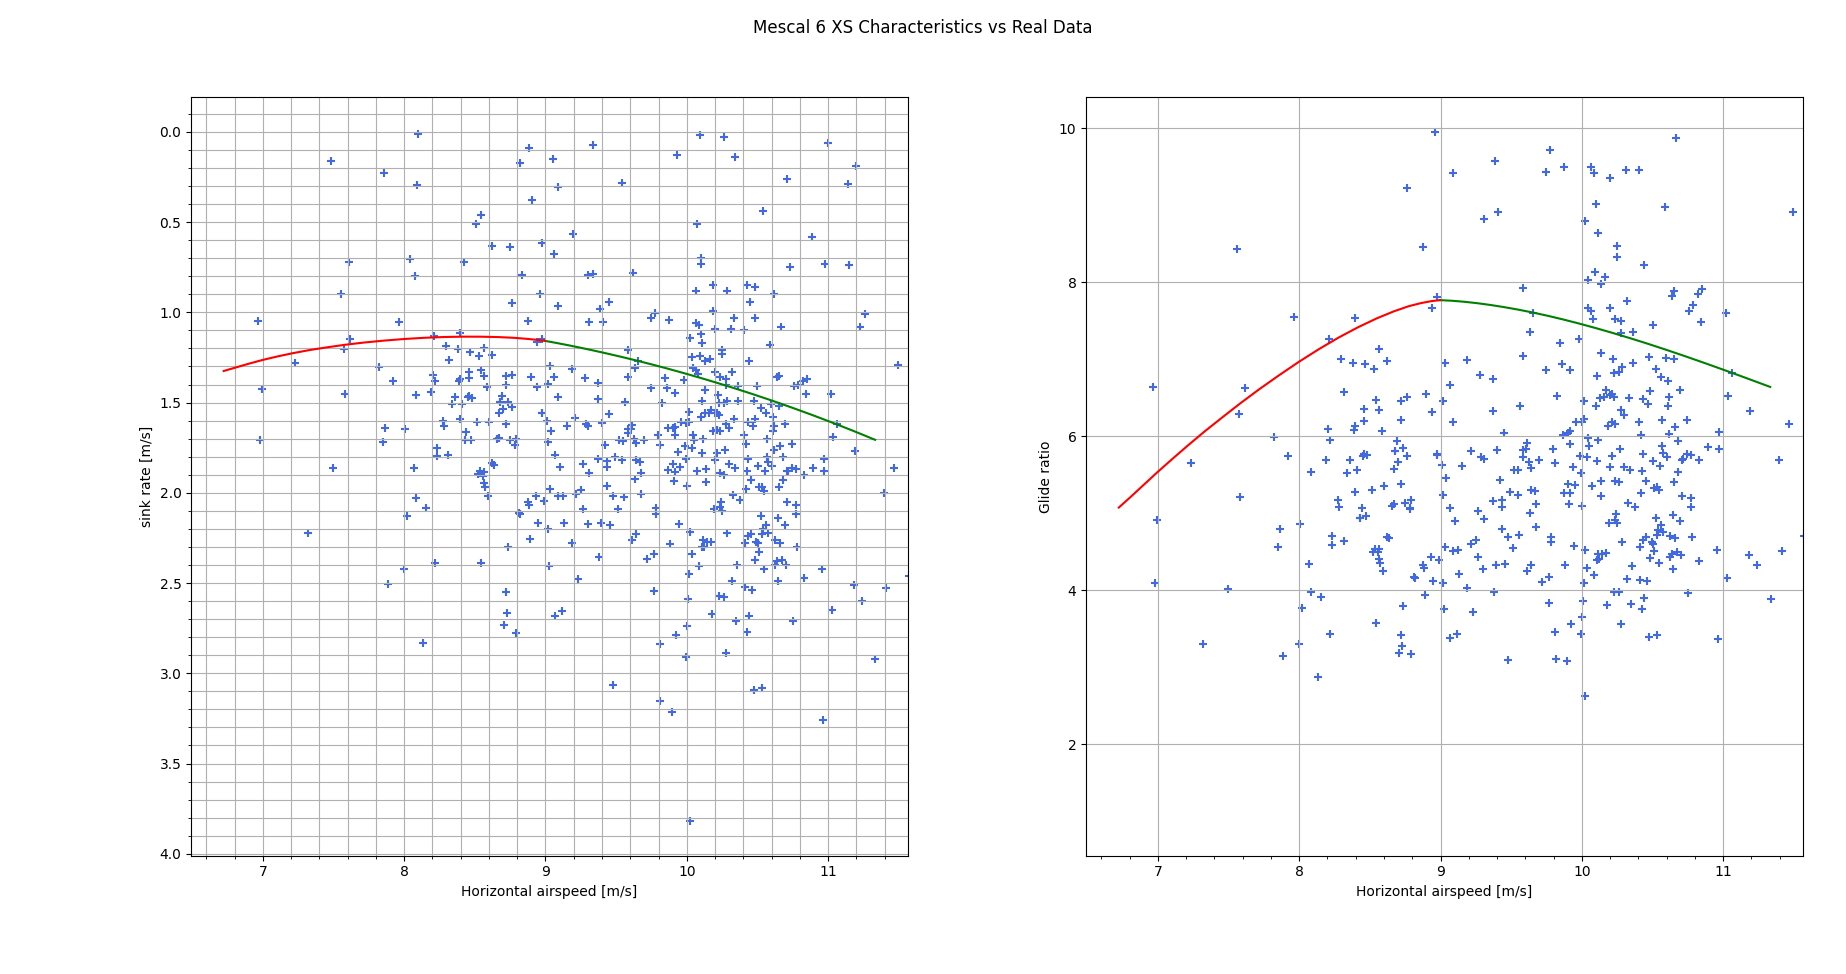 Mescal 6 XS Characteristics vs Real Data
sink rate [m/s]
0.0
0.5
1.0
1.5
2.0
2.5
3.0
3.5
4.0
7 8 9 10 11
Horizontal airspeed [m/s]
Glide ratio
10
8
6
4
2
7 8 9 10 11
Horizontal airspeed [m/s]